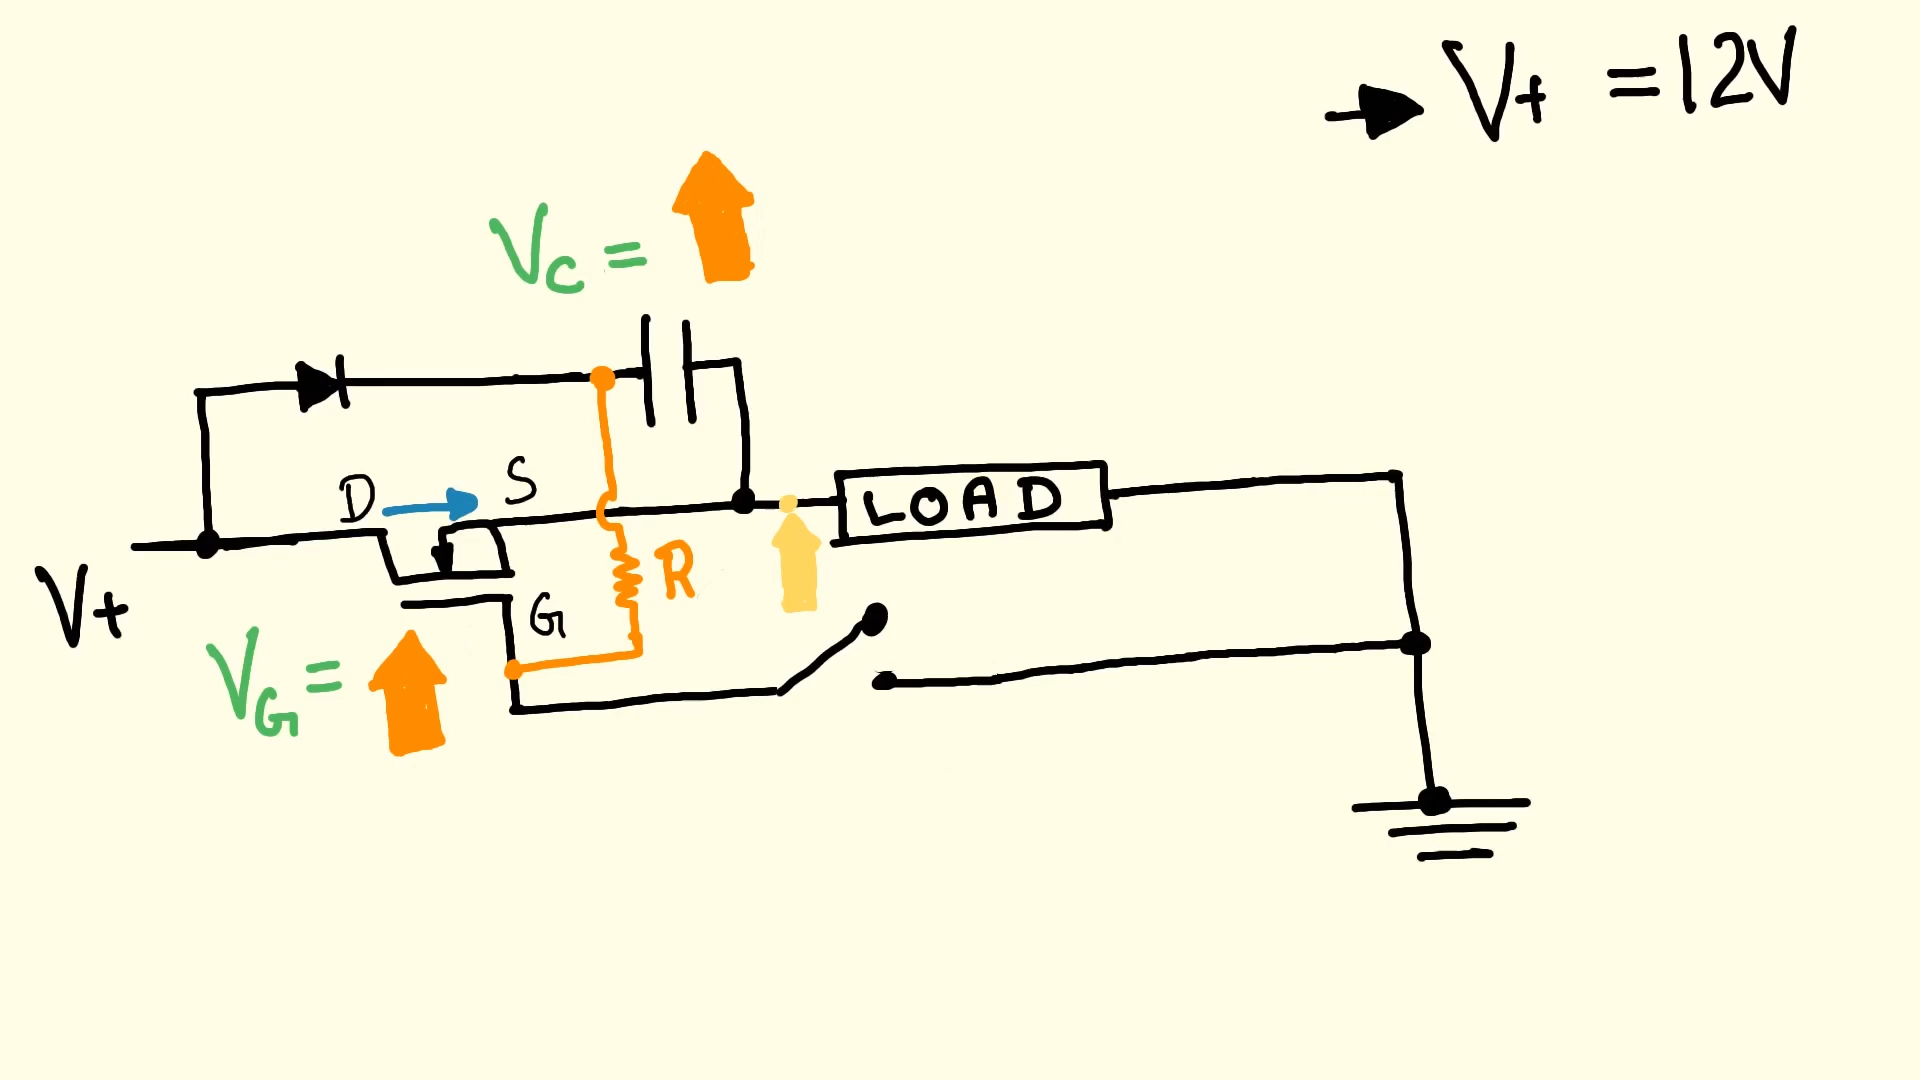 V+ = 12V
VC =
D
S
LOAD
R
G
V+
VG =